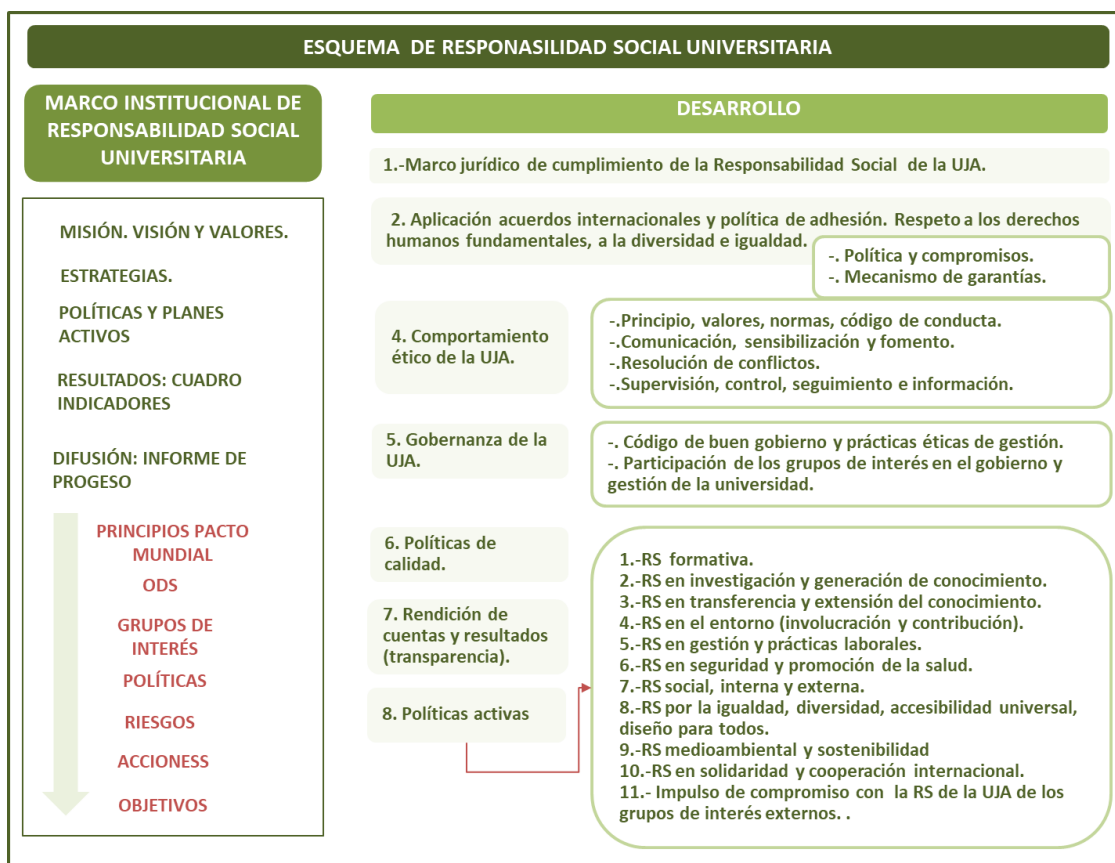 ESQUEMA DE RESPONASILIDAD SOCIAL UNIVERSITARIA
MARCO INSTITUCIONAL DE
RESPONSABILIDAD SOCIAL
UNIVERSITARIA
MISIÓN. VISIÓN Y VALORES.
ESTRATEGIAS.
POLÍTICAS Y PLANES
ACTIVOS
RESULTADOS: CUADRO
INDICADORES
DIFUSIÓN: INFORME DE
PROGESO
PRINCIPIOS PACTO
MUNDIAL
ODS
GRUPOS DE
INTERÉS
POLÍTICAS
RIESGOS
ACCIONESS
OBJETIVOS
DESARROLLO
1.-Marco jurídico de cumplimiento de la Responsabilidad Social de la UJA.
2. Aplicación acuerdos internacionales y política de adhesión. Respeto a los derechos
humanos fundamentales, a la diversidad e igualdad.
-. Política y compromisos.
-. Mecanismo de garantías.
4. Comportamiento
ético de la UJA.
-.Principio, valores, normas, código de conducta.
-.Comunicación, sensibilización y fomento.
-.Resolución de conflictos.
-.Supervisión, control, seguimiento e información.
5. Gobernanza de la
UJA.
-. Código de buen gobierno y prácticas éticas de gestión.
-. Participación de los grupos de interés en el gobierno y
gestión de la universidad.
6. Políticas de
calidad.
7. Rendición de
cuentas y resultados
(transparencia).
8. Políticas activas
1.-RS formativa.
2.-RS en investigación y generación de conocimiento.
3.-RS en transferencia y extensión del conocimiento.
4.-RS en el entorno (involucración y contribución).
5.-RS en gestión y prácticas laborales.
6.-RS en seguridad y promoción de la salud.
7.-RS social, interna y externa.
8.-RS por la igualdad, diversidad, accesibilidad universal,
diseño para todos.
9.-RS medioambiental y sostenibilidad
10.-RS en solidaridad y cooperación internacional.
11.- Impulso de compromiso con la RS de la UJA de los
grupos de interés externos. .